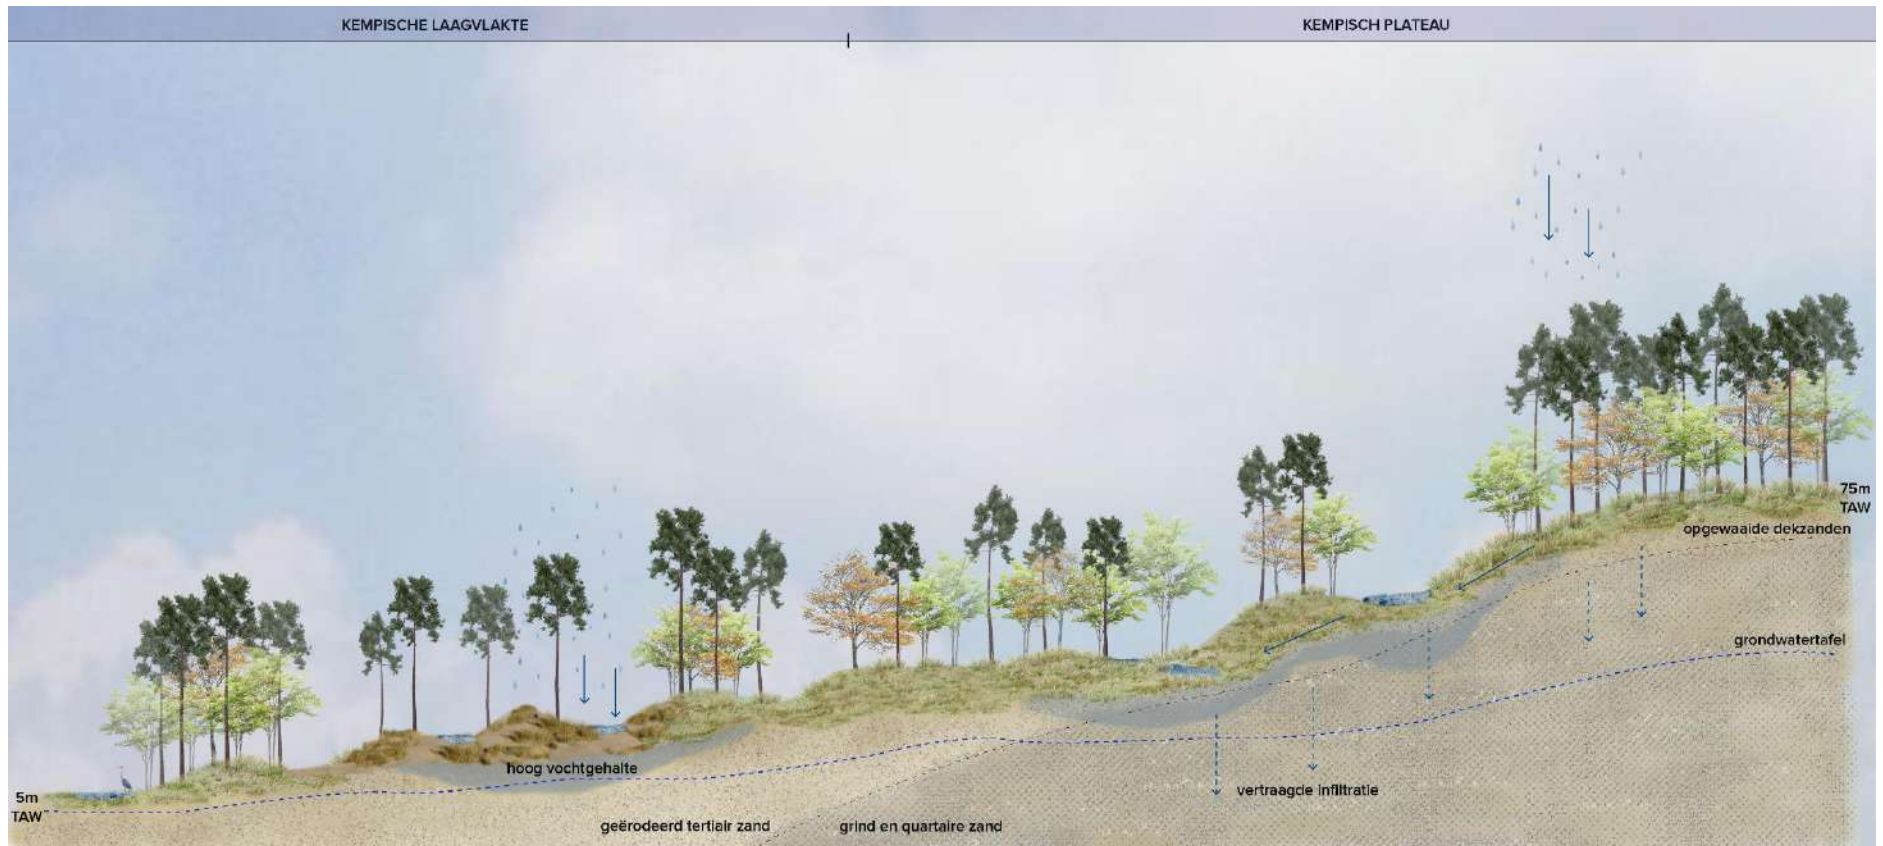 KEMPISCHE LAAGVLAKTE
KEMPISCH PLATEAU
75m
TAW
opgewaaide dekzanden
grondwatertafel
hoog vochtgehalte
vertraagde infiltratie
5m
TAW
geërodeerd tertiair zand
grind en quartaire zand